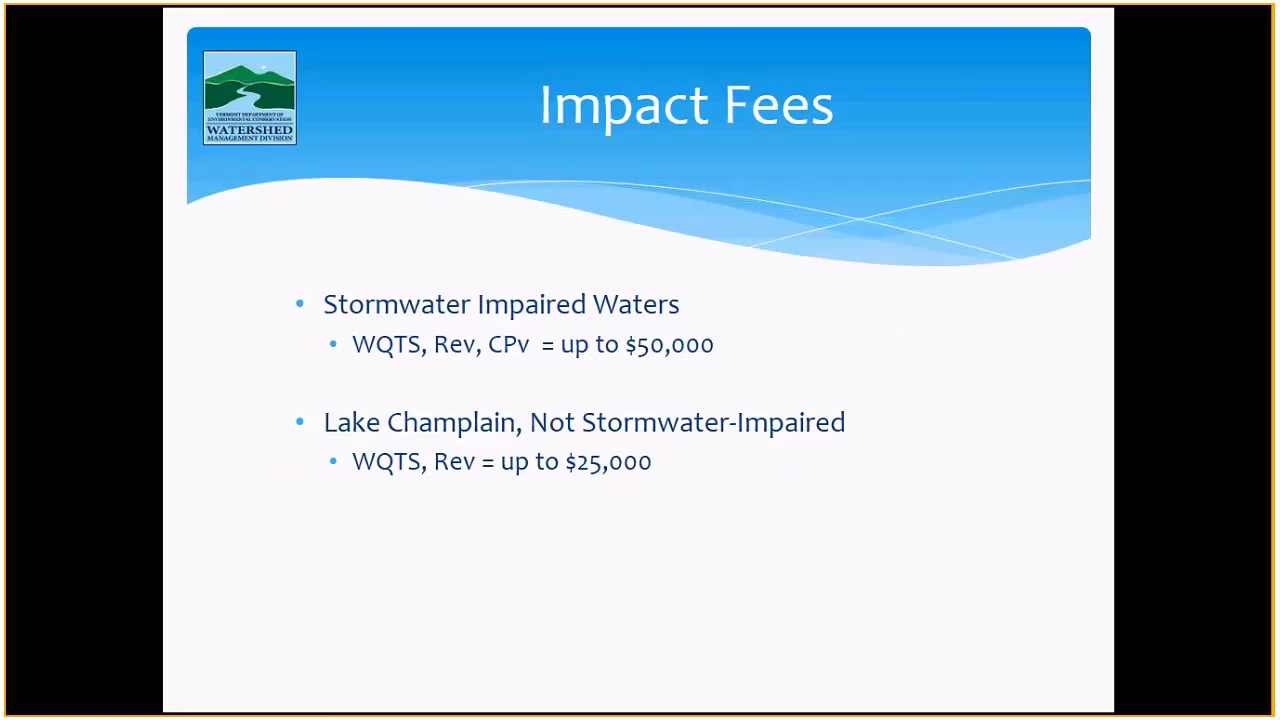 Impact Fees
VERMONT DEPARTMENT OF
ENVIRONMENTAL CONSERVATION
WATERSHED
MANAGEMENT DIVISION
• Stormwater Impaired Waters
• WQTS, Rev, CPv = up to $50,000
• Lake Champlain, Not Stormwater-Impaired
• WQTS, Rev = up to $25,000